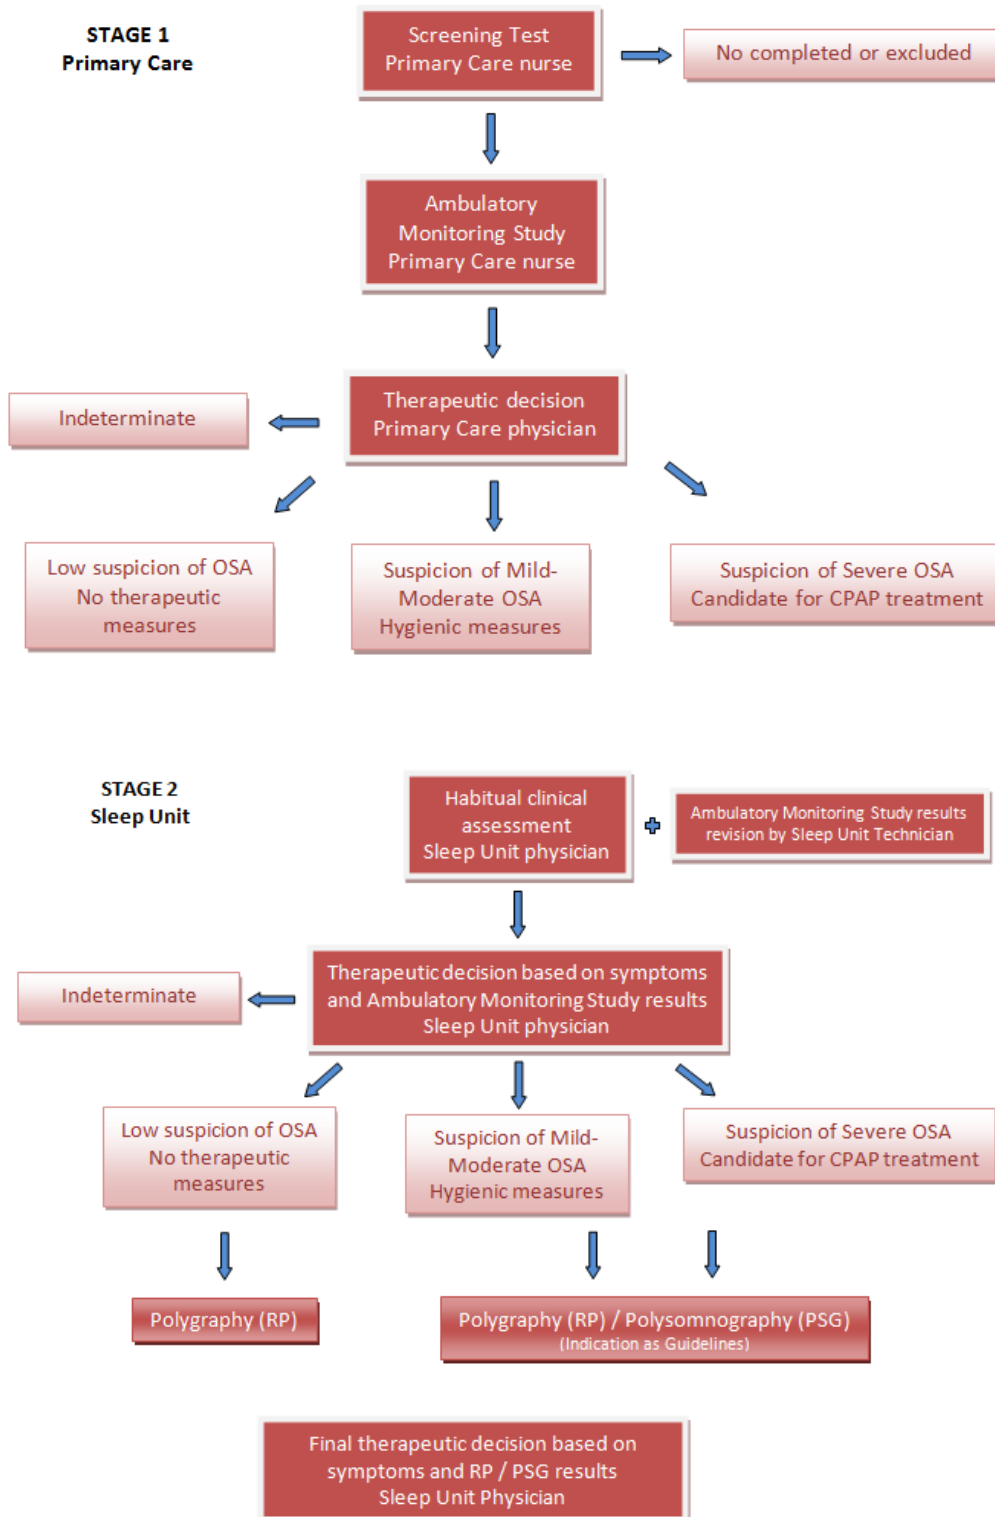 STAGE 1
Primary Care
Screening Test
Primary Care nurse
No completed or excluded
Ambulatory
Monitoring Study
Primary Care nurse
Therapeutic decision
Primary Care physician
Indeterminate
Low suspicion of OSA
No therapeutic
measures
Suspicion of Mild-
Moderate OSA
Hygienic measures
Suspicion of Severe OSA
Candidate for CPAP treatment
STAGE 2
Sleep Unit
Habitual clinical
assessment
Sleep Unit physician
Ambulatory Monitoring Study results
revision by Sleep Unit Technician
Therapeutic decision based on symptoms
and Ambulatory Monitoring Study results
Sleep Unit physician
Indeterminate
Low suspicion of OSA
No therapeutic
measures
Suspicion of Mild-
Moderate OSA
Hygienic measures
Suspicion of Severe OSA
Candidate for CPAP treatment
Polygraphy (RP)
Polygraphy (RP) / Polysomnography (PSG)
(Indication as Guidelines)
Final therapeutic decision based on
symptoms and RP / PSG results
Sleep Unit Physician